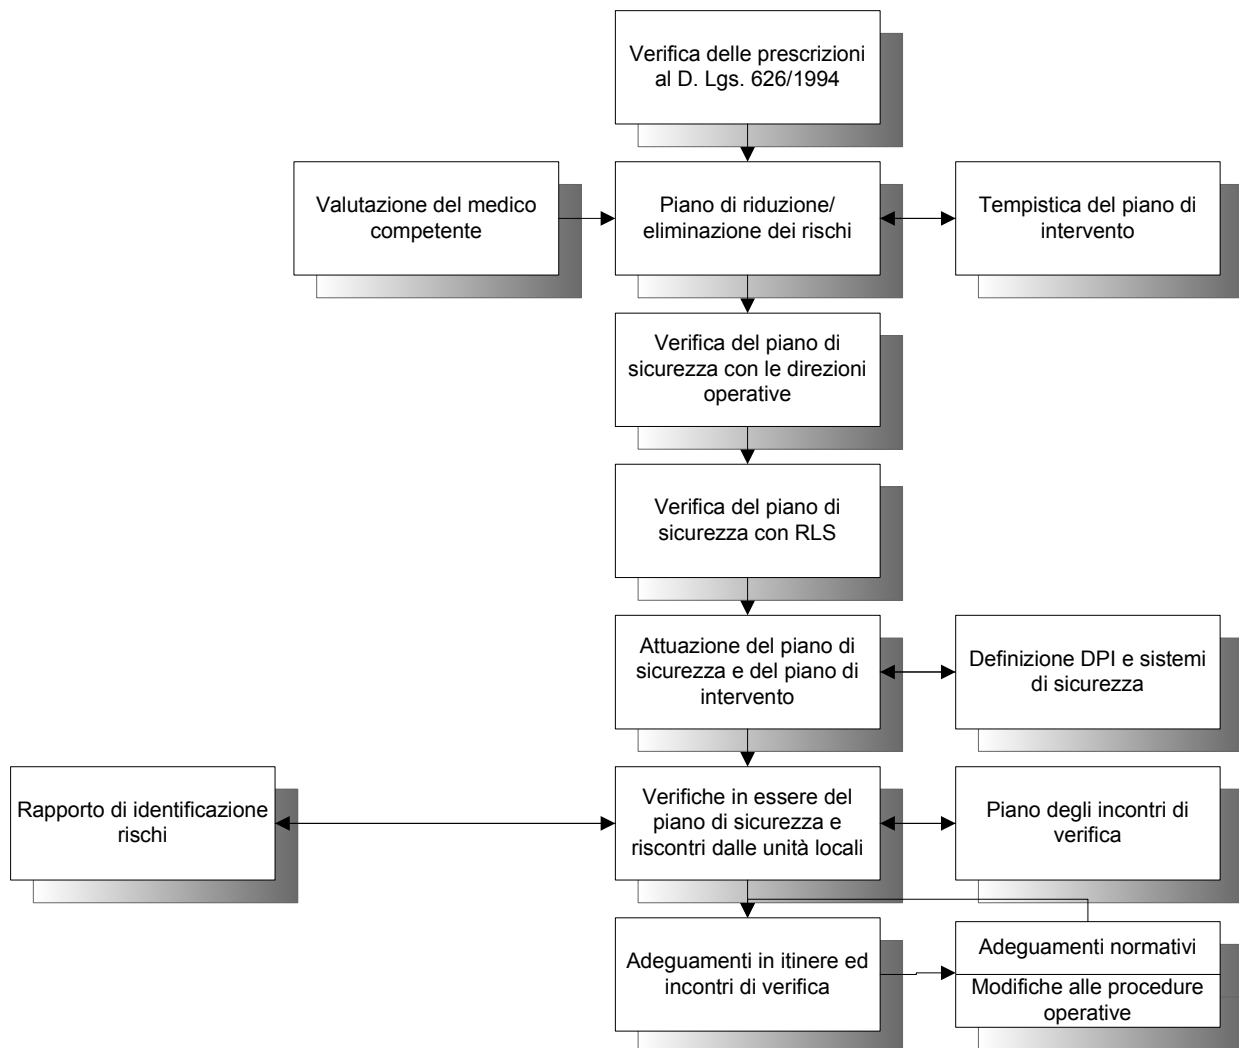 Verifica delle prescrizioni
al D. Lgs. 626/1994
Valutazione del medico
competente
Piano di riduzione/
eliminazione dei rischi
Tempistica del piano di
intervento
Verifica del piano di
sicurezza con le direzioni
operative
Verifica del piano di
sicurezza con RLS
Attuazione del piano di
sicurezza e del piano di
intervento
Definizione DPI e sistemi
di sicurezza
Rapporto di identificazione
rischi
Verifiche in essere del
piano di sicurezza e
riscontri dalle unità locali
Piano degli incontri di
verifica
Adeguamenti in itinere ed
incontri di verifica
Adeguamenti normativi
Modifiche alle procedure
operative